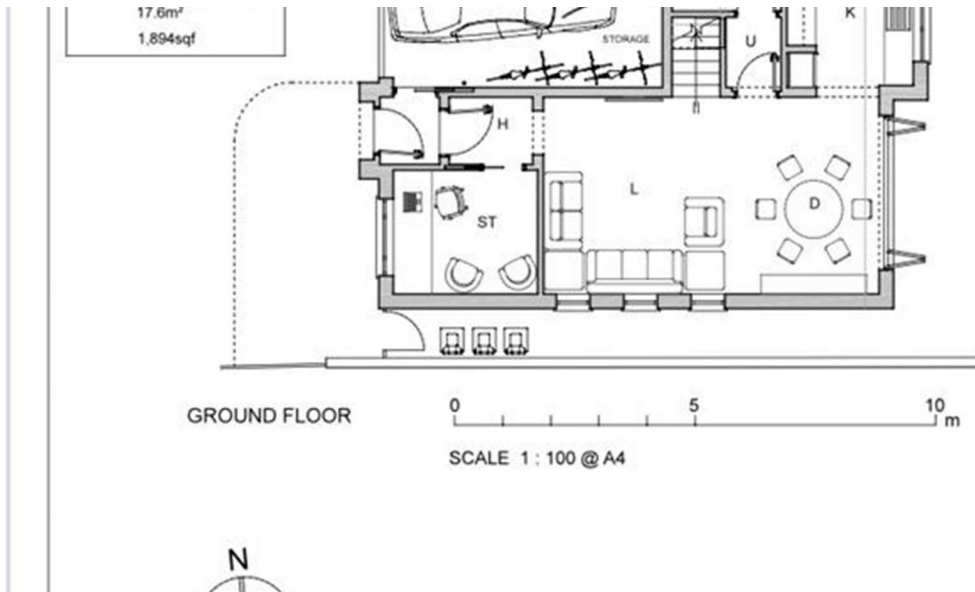 17.6m²
1,894sqf
K
STORAGE
U
H
L
D
ST
GROUND FLOOR
0 5 10 m
SCALE 1 : 100 @ A4
N